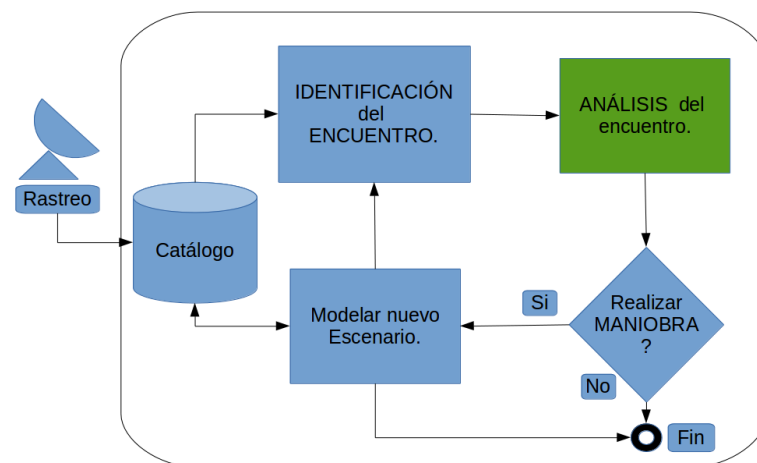 IDENTIFICACIÓN
del
ENCUENTRO.
ANÁLISIS del
encuentro.
Rastreo
Catálogo
Modelar nuevo
Escenario.
Si
Realizar
MANIOBRA
?
No
Fin